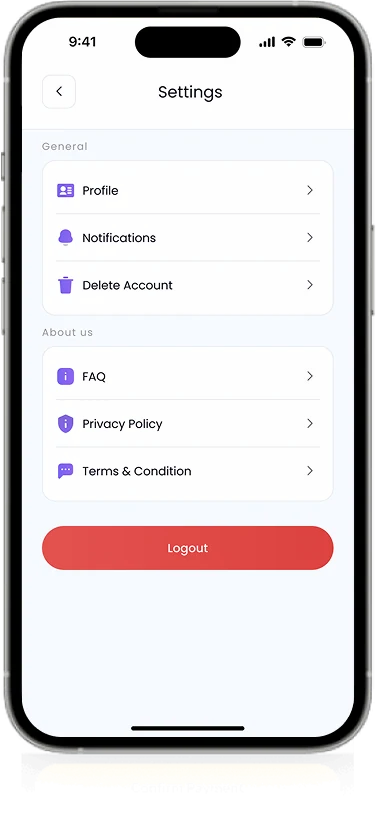 9:41
Settings
General
Profile
Notifications
Delete Account
About us
FAQ
Privacy Policy
Terms & Condition
Logout